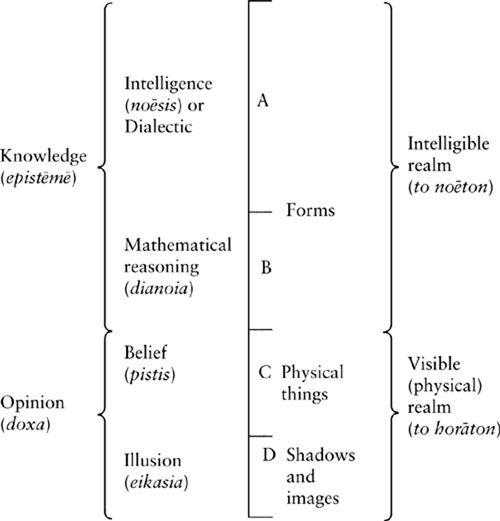 Intelligence
(noēsis) or
Dialectic
A
Knowledge
(epistēmē)
Intelligible
realm
(to noēton)
Forms
Mathematical
reasoning
(dianoia)
B
Belief
(pistis)
C Physical
things
Visible
(physical)
realm
(to horāton)
Opinion
(doxa)
Illusion
(eikasia)
D Shadows
and
images